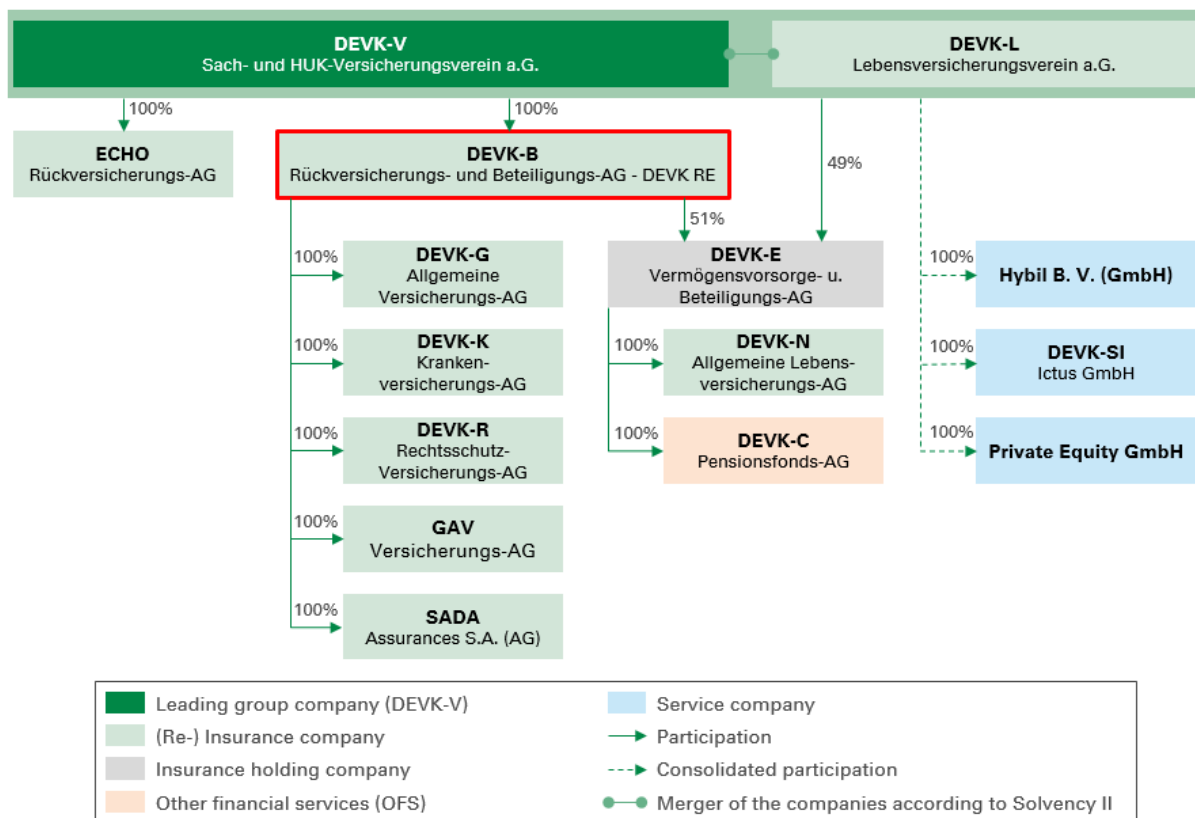 DEVK-V
Sach- und HUK-Versicherungsverein a.G.
DEVK-L
Lebensversicherungsverein a.G.
100%
100%
49%
ECHO
Rückversicherungs-AG
DEVK-B
Rückversicherungs- und Beteiligungs-AG - DEVK RE
51%
100%
DEVK-G
Allgemeine
Versicherungs-AG
DEVK-E
Vermögensvorsorge- u.
Beteiligungs-AG
100%
Hybil B. V. (GmbH)
100%
DEVK-K
Kranken-
versicherungs-AG
100%
DEVK-N
Allgemeine Lebens-
versicherungs-AG
100%
DEVK-SI
Ictus GmbH
100%
DEVK-R
Rechtsschutz-
Versicherungs-AG
100%
DEVK-C
Pensionsfonds-AG
100%
Private Equity GmbH
100%
GAV
Versicherungs-AG
100%
SADA
Assurances S.A. (AG)
Leading group company (DEVK-V)
(Re-) Insurance company
Insurance holding company
Other financial services (OFS)
Service company
Participation
Consolidated participation
Merger of the companies according to Solvency II